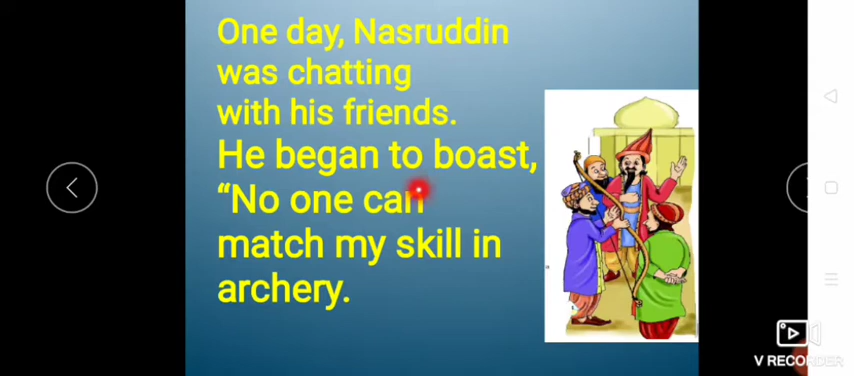 One day, Nasruddin
was chatting
with his friends.
He began to boast,
“No one can
match my skill in
archery.
V RECORDER